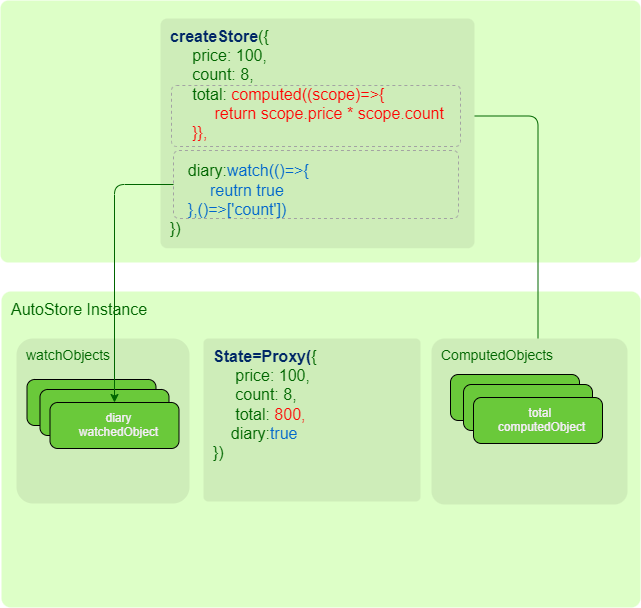 createStore({
price: 100,
count: 8,
total: computed((scope)=>{
return scope.price * scope.count
}},
diary:watch(()=>{
reutrn true
},()=>['count'])
})
AutoStore Instance
watchObjects
diary
watchedObject
State=Proxy({
price: 100,
count: 8,
total: 800,
diary:true
})
ComputedObjects
total
computedObject